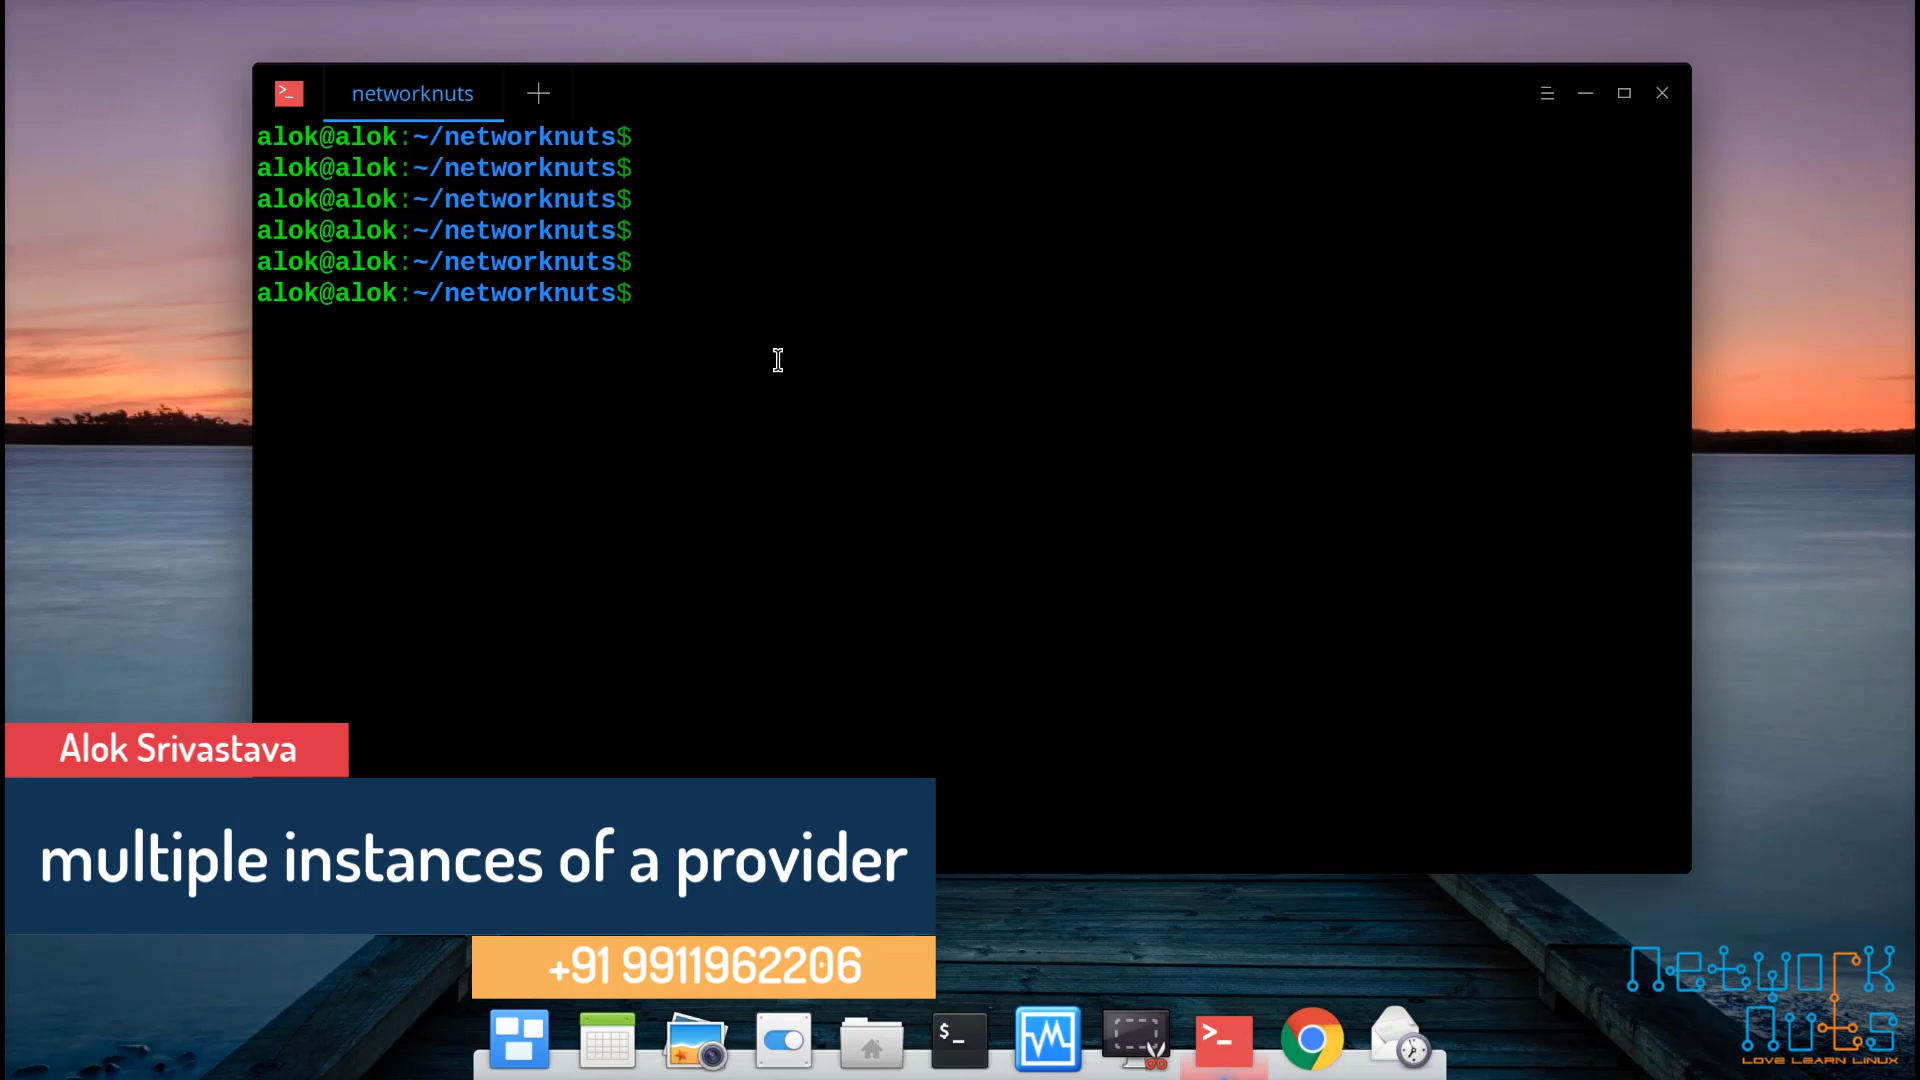 networknuts
alok@alok:~/networknuts$
alok@alok:~/networknuts$
alok@alok:~/networknuts$
alok@alok:~/networknuts$
alok@alok:~/networknuts$
alok@alok:~/networknuts$
Alok Srivastava
multiple instances of a provider
+91 9911962206
network
nuts
LOVE LEARN LINUX